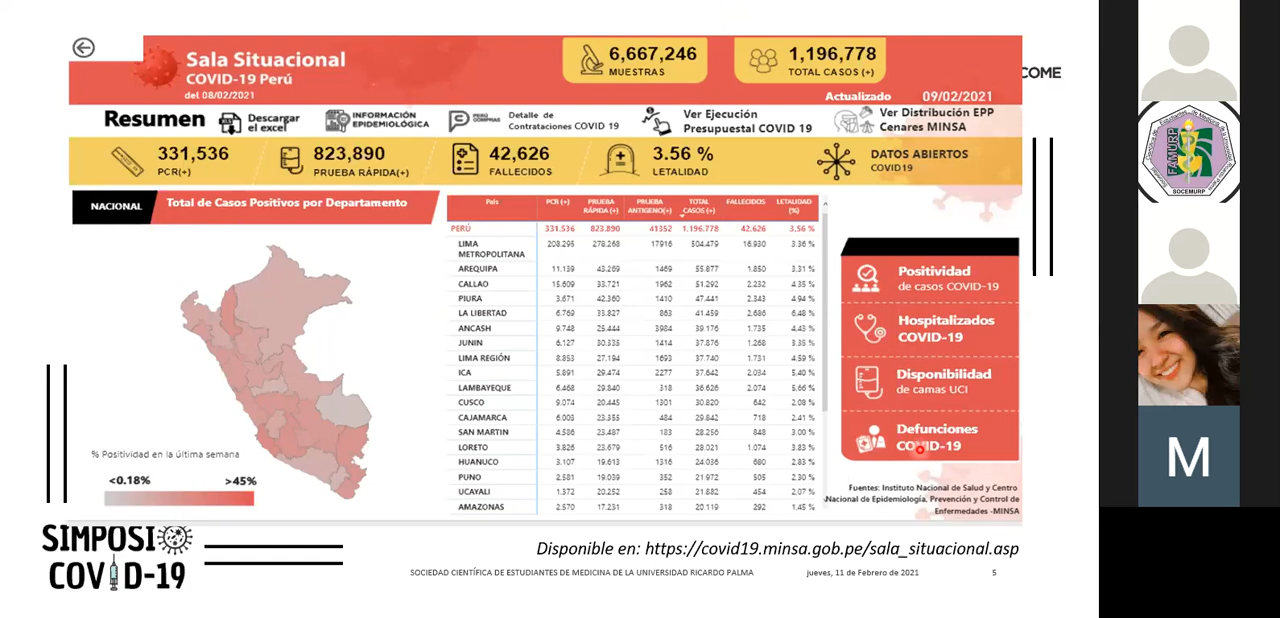 Sala Situacional
COVID-19 Perú
del 08/02/2021
6,667,246
MUESTRAS
1,196,778
TOTAL CASOS (+)
COME
Actualizado 09/02/2021
Resumen
Descargar
el excel
INFORMACIÓN
EPIDEMIOLÓGICA
PERÚ
COMPRAS
Detalle de
Contrataciones COVID 19
Ver Ejecución
Presupuestal COVID 19
Ver Distribución EPP
Cenares MINSA
331,536
PCR(+)
823,890
PRUEBA RÁPIDA(+)
42,626
FALLECIDOS
3.56 %
LETALIDAD
DATOS ABIERTOS
COVID19
NACIONAL
Total de Casos Positivos por Departamento
País PCR (+) PRUEBA RÁPIDA (+) PRUEBA ANTIGENO(+) TOTAL CASOS (+) FALLECIDOS LETALIDAD (%)
PERÚ 331.536 823.890 41352 1.196.778 42.626 3,56 %
LIMA METROPOLITANA 208.295 278.268 17916 504.479 16.930 3.36 %
AREQUIPA 11.139 43.269 1469 55.877 1.850 3.31 %
CALLAO 15.609 33.721 1962 51.292 2.232 4.35 %
PIURA 3.671 42.360 1410 47.441 2.343 4.94 %
LA LIBERTAD 6.769 33.827 863 41.459 2.686 6.48 %
ANCASH 9.748 25.444 3984 39.176 1.735 4.43 %
JUNIN 6.127 30.335 1414 37.876 1.268 3.35 %
LIMA REGIÓN 8.853 27.194 1693 37.740 1.731 4.59 %
ICA 5.891 29.474 2277 37.642 2.034 5.40 %
LAMBAYEQUE 6.468 29.840 318 36.626 2.074 5.66 %
CUSCO 9.074 20.445 1301 30.820 642 2.08 %
CAJAMARCA 6.003 23.355 484 29.842 718 2.41 %
SAN MARTIN 4.586 23.487 183 28.256 848 3.00 %
LORETO 3.826 23.679 516 28.021 1.074 3.83 %
HUANUCO 3.107 19.613 1316 24.036 680 2,83 %
PUNO 2.581 19.039 352 21.972 505 2.30 %
UCAYALI 1.372 20.252 258 21.882 454 2,07 %
AMAZONAS 2.570 17.231 318 20.119 292 1,45 %
% Positividad en la última semana
<0.18% >45%
Positividad
de casos COVID-19
Hospitalizados
COVID-19
Disponibilidad
de camas UCI
Defunciones
COVID-19
Fuentes: Instituto Nacional de Salud y Centro
Nacional de Epidemiología, Prevención y Control de
Enfermedades -MINSA
SIMPOSI
COVID-19
Disponible en: https://covid19.minsa.gob.pe/sala_situacional.asp
SOCIEDAD CIENTÍFICA DE ESTUDIANTES DE MEDICINA DE LA UNIVERSIDAD RICARDO PALMA
jueves, 11 de Febrero de 2021
5
FAMURP
SOCEMURP
M